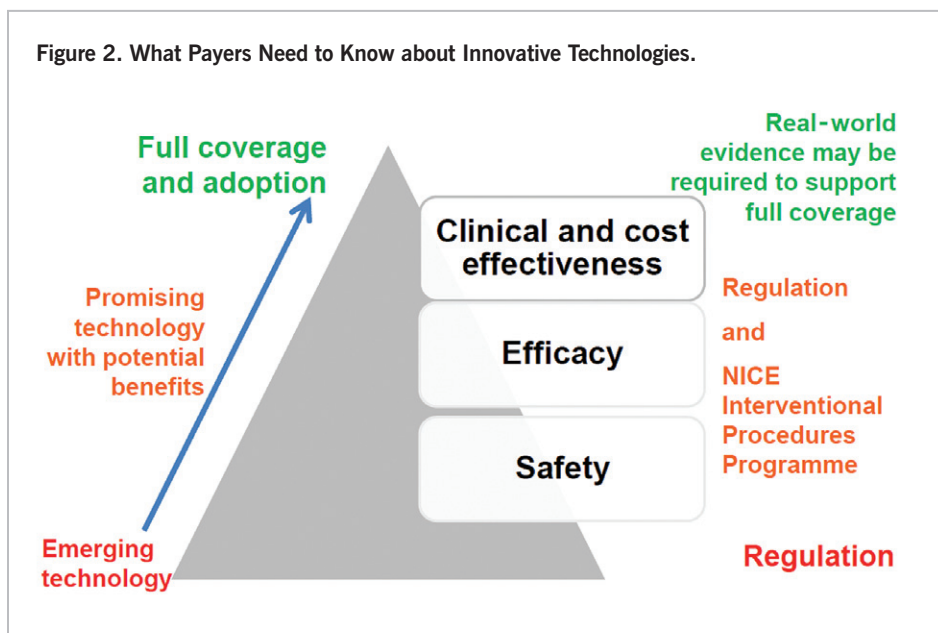 Figure 2. What Payers Need to Know about Innovative Technologies.
Full coverage
and adoption
Real-world
evidence may be
required to support
full coverage
Clinical and cost
effectiveness
Promising
technology
with potential
benefits
Efficacy
Regulation
and
NICE
Interventional
Procedures
Programme
Safety
Emerging
technology
Regulation